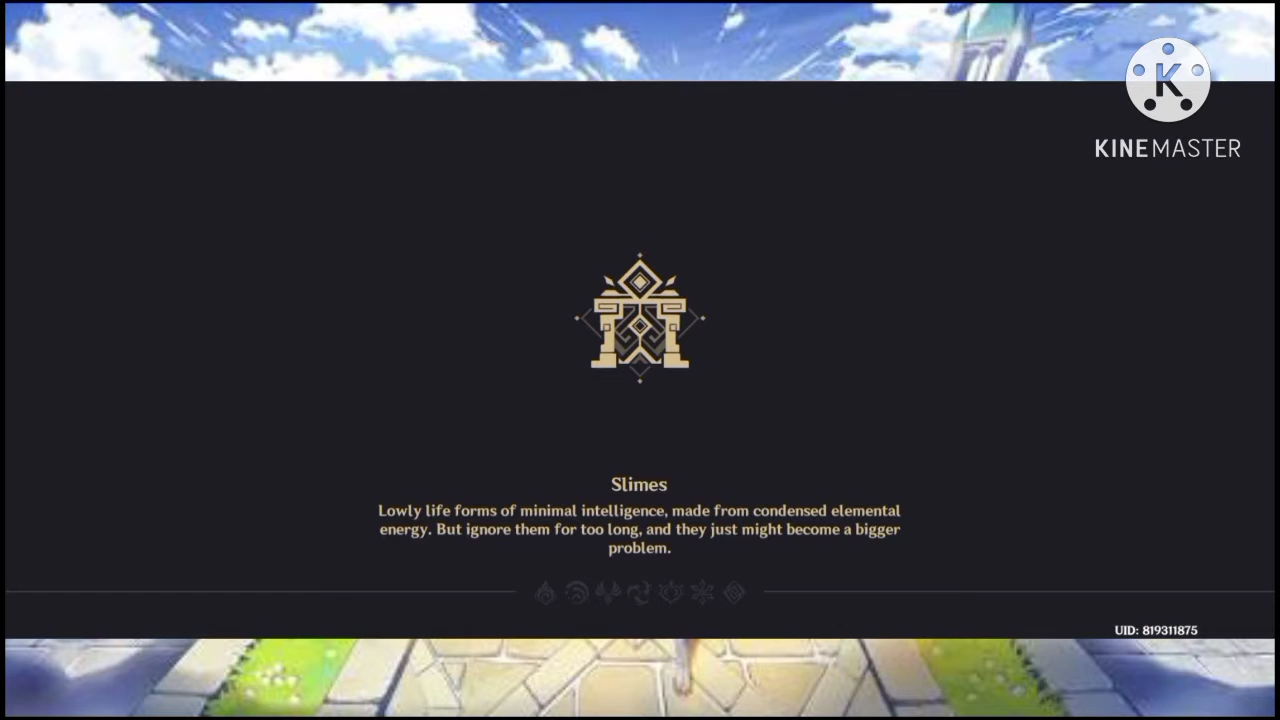 K
KINEMASTER
Slimes
Lowly life forms of minimal intelligence, made from condensed elemental
energy. But ignore them for too long, and they just might become a bigger
problem.
UID: 819311875